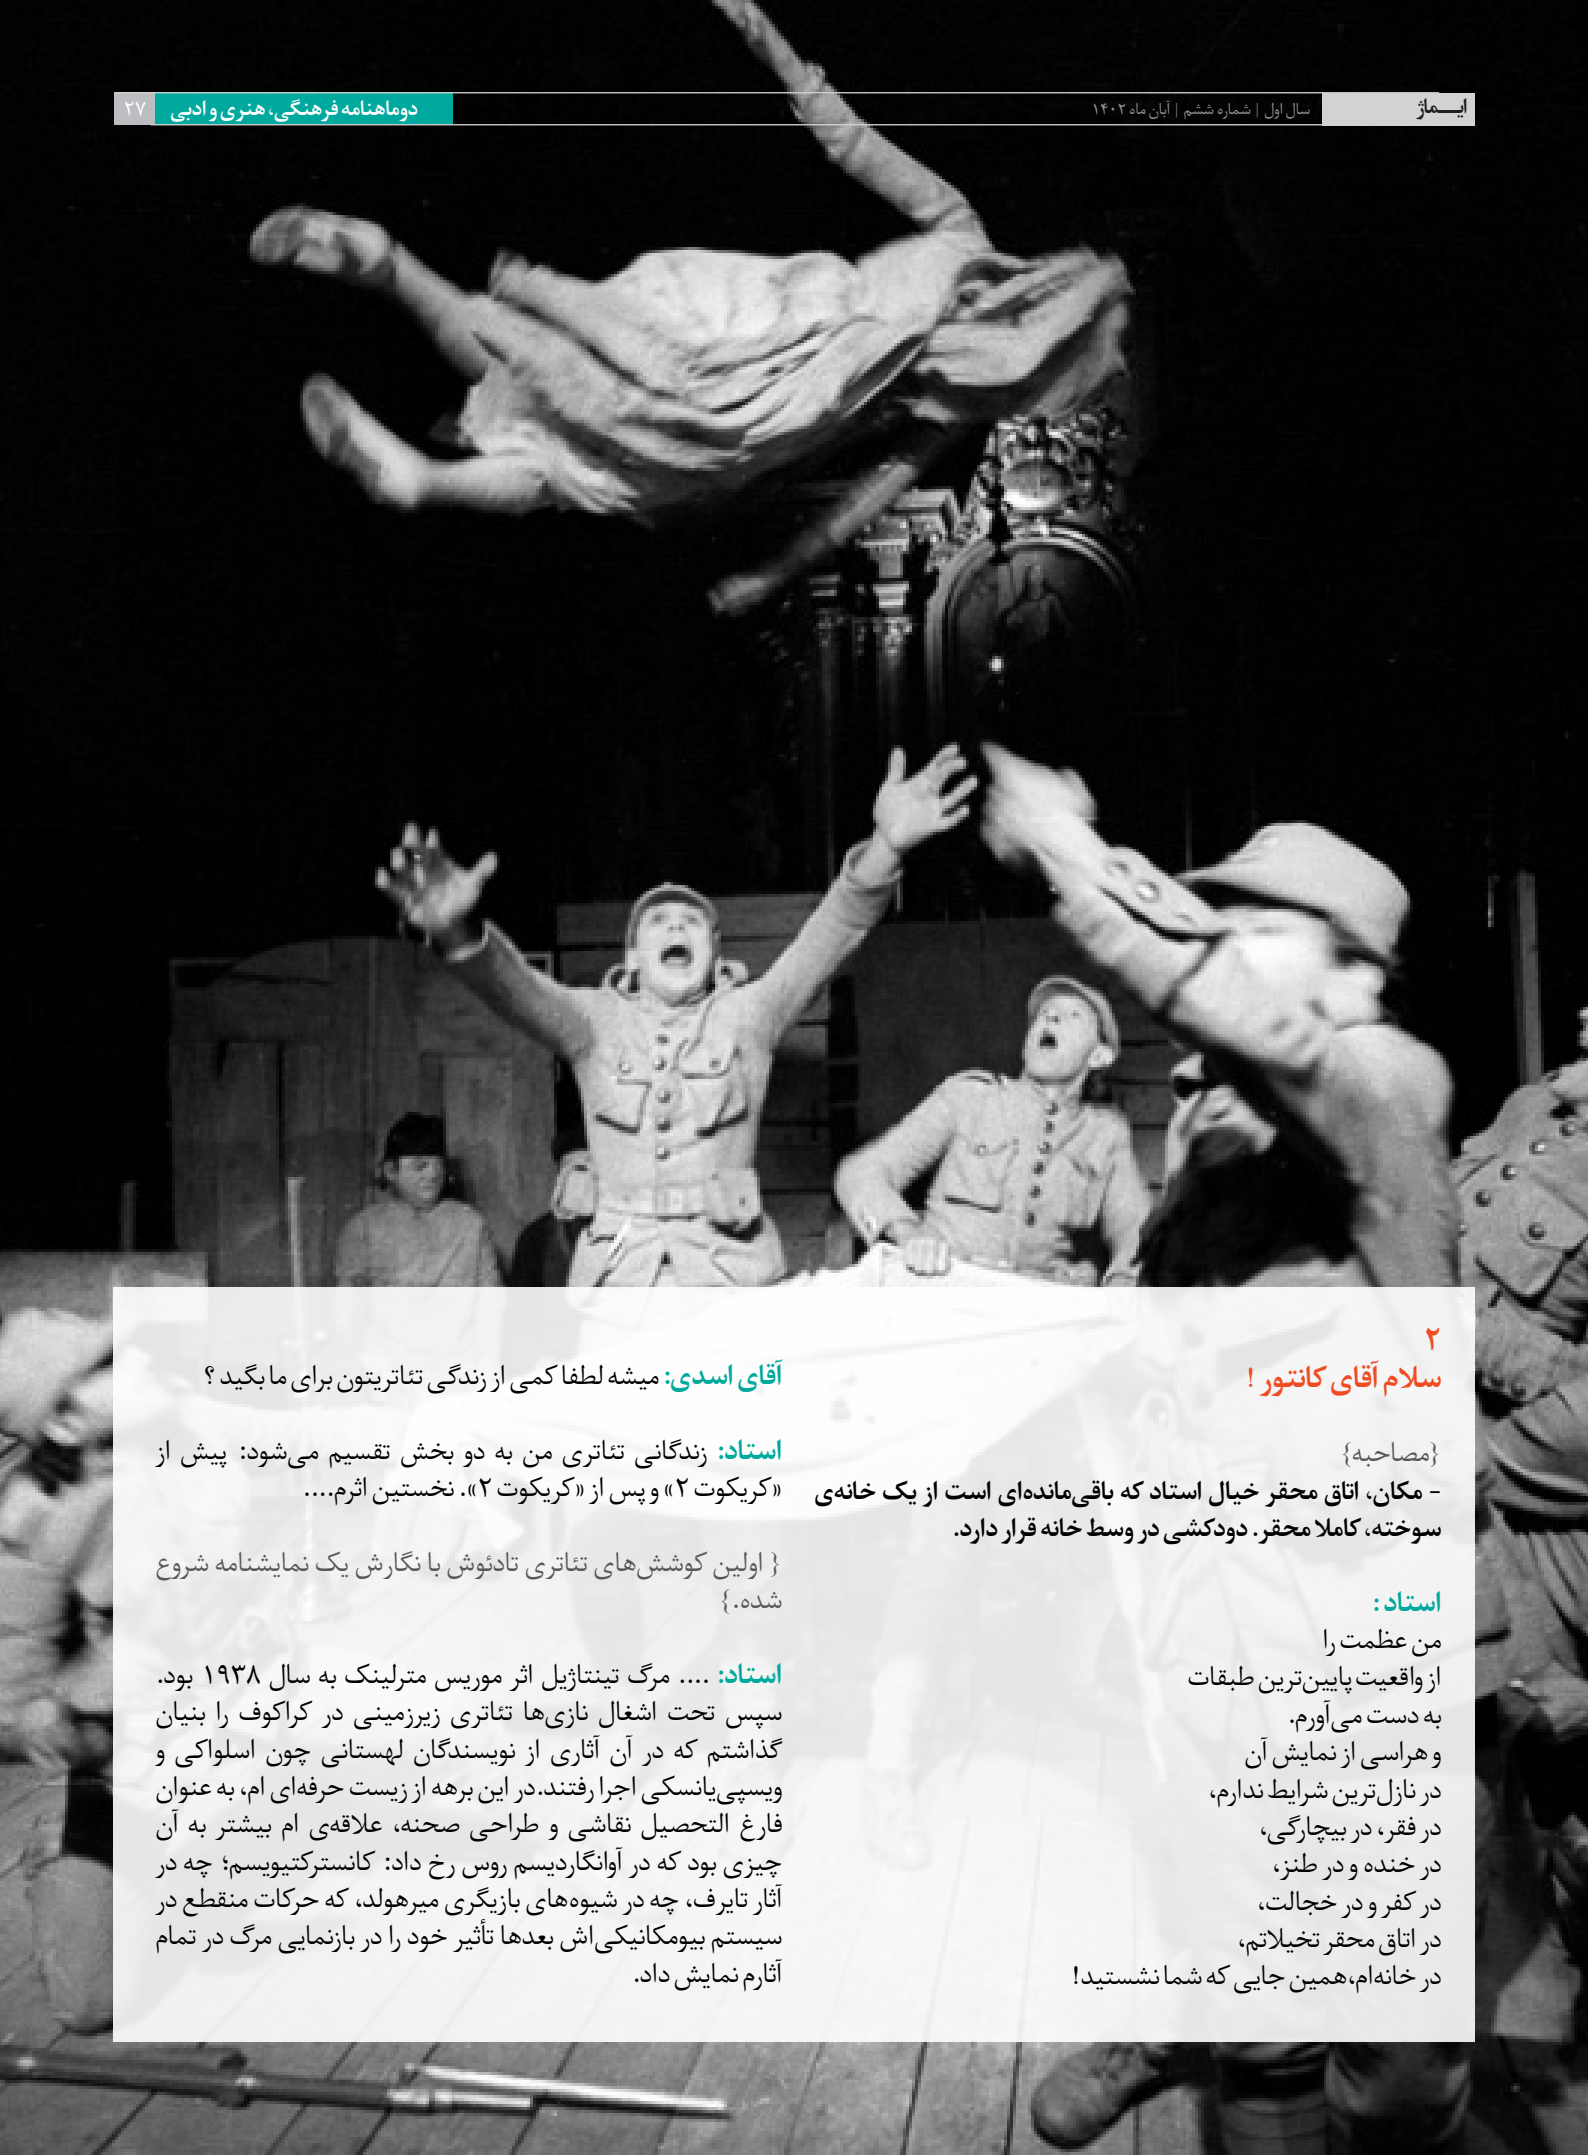 ایـــماژ
سال اول | شماره ششم | آبان ماه ۱۴۰۲
دوماهنامه فرهنگی، هنری و ادبی
۲۷
۲
سلام آقای کانتور !
{مصاحبه}
- مکان، اتاق محقر خیال استاد که باقی‌مانده‌ای است از یک خانه‌ی
سوخته، کاملا محقر. دودکشی در وسط خانه قرار دارد.
استاد :
من عظمت را
از واقعیت پایین‌ترین طبقات
به دست می‌آورم.
و هراسی از نمایش آن
در نازل‌ترین شرایط ندارم،
در فقر، در بیچارگی،
در خنده و در طنز،
در کفر و در خجالت،
در اتاق محقر تخیلاتم،
در خانه‌ام،همین جایی که شما نشستید!
آقای اسدی: میشه لطفا کمی از زندگی تئاتریتون برای ما بگید ؟
استاد: زندگانی تئاتری من به دو بخش تقسیم می‌شود: پیش از
«کریکوت ۲» و پس از «کریکوت ۲». نخستین اثرم....
{ اولین کوشش‌های تئاتری تادئوش با نگارش یک نمایشنامه شروع
شده.}
استاد: .... مرگ تینتاژیل اثر موریس مترلینک به سال ۱۹۳۸ بود.
سپس تحت اشغال نازی‌ها تئاتری زیرزمینی در کراکوف را بنیان
گذاشتم که در آن آثاری از نویسندگان لهستانی چون اسلواکی و
ویسپی‌یانسکی اجرا رفتند.در این برهه از زیست حرفه‌ای ام، به عنوان
فارغ التحصیل نقاشی و طراحی صحنه، علاقه‌ی ام بیشتر به آن
چیزی بود که در آوانگاردیسم روس رخ داد: کانسترکتیویسم؛ چه در
آثار تایرف، چه در شیوه‌های بازیگری میرهولد، که حرکات منقطع در
سیستم بیومکانیکی‌اش بعدها تأثیر خود را در بازنمایی مرگ در تمام
آثارم نمایش داد.